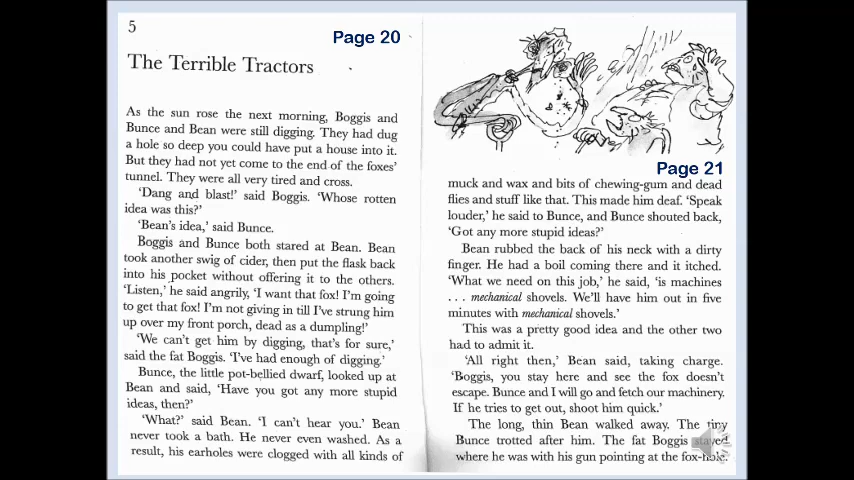 5
Page 20
The Terrible Tractors
As the sun rose the next morning, Boggis and
Bunce and Bean were still digging. They had dug
a hole so deep you could have put a house into it.
But they had not yet come to the end of the foxes'
tunnel. They were all very tired and cross.
'Dang and blast!' said Boggis. 'Whose rotten
idea was this?'
'Bean's idea,' said Bunce.
Boggis and Bunce both stared at Bean. Bean
took another swig of cider, then put the flask back
into his pocket without offering it to the others.
'Listen,' he said angrily, 'I want that fox! I'm going
to get that fox! I'm not giving in till I've strung him
up over my front porch, dead as a dumpling!'
'We can't get him by digging, that's for sure,'
said the fat Boggis. 'I've had enough of digging.'
Bunce, the little pot-bellied dwarf, looked up at
Bean and said, 'Have you got any more stupid
ideas, then?'
'What?' said Bean. 'I can't hear you.' Bean
never took a bath. He never even washed. As a
result, his earholes were clogged with all kinds of
Page 21
muck and wax and bits of chewing-gum and dead
flies and stuff like that. This made him deaf. 'Speak
louder,' he said to Bunce, and Bunce shouted back,
'Got any more stupid ideas?'
Bean rubbed the back of his neck with a dirty
finger. He had a boil coming there and it itched.
'What we need on this job,' he said, 'is machines
. . . mechanical shovels. We'll have him out in five
minutes with mechanical shovels.'
This was a pretty good idea and the other two
had to admit it.
'All right then,' Bean said, taking charge.
'Boggis, you stay here and see the fox doesn't
escape. Bunce and I will go and fetch our machinery.
If he tries to get out, shoot him quick.'
The long, thin Bean walked away. The tiny
Bunce trotted after him. The fat Boggis stayed
where he was with his gun pointing at the fox-hole.